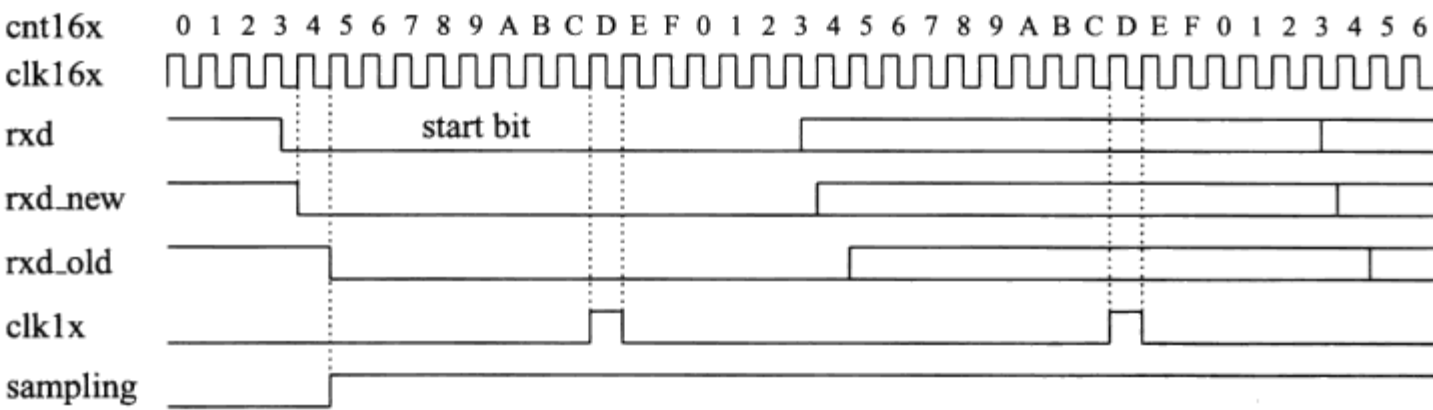 cnt16x 0 1 2 3 4 5 6 7 8 9 A B C D E F 0 1 2 3 4 5 6 7 8 9 A B C D E F 0 1 2 3 4 5 6
clk16x
rxd start bit
rxd_new
rxd_old
clk1x
sampling